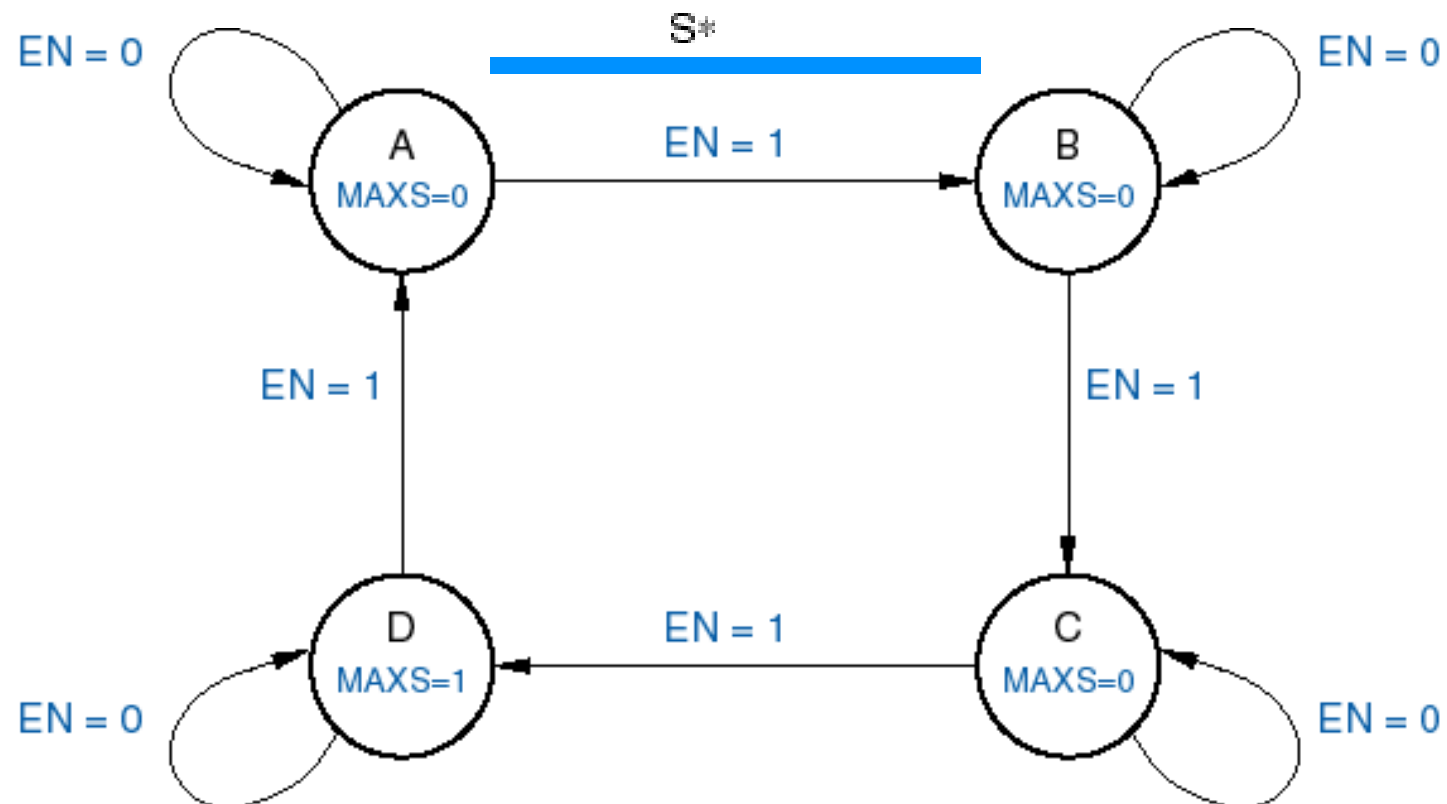 S*
EN = 0
EN = 0
A
EN = 1
B
MAXS=0
MAXS=0
EN = 1
EN = 1
D
EN = 1
C
MAXS=1
MAXS=0
EN = 0
EN = 0